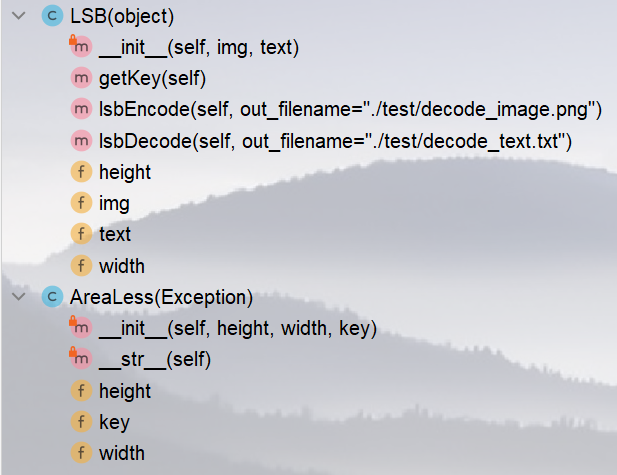 C LSB(object)
m __init__(self, img, text)
m getKey(self)
m lsbEncode(self, out_filename="./test/decode_image.png")
m lsbDecode(self, out_filename="./test/decode_text.txt")
f height
f img
f text
f width
C AreaLess(Exception)
m __init__(self, height, width, key)
m __str__(self)
f height
f key
f width